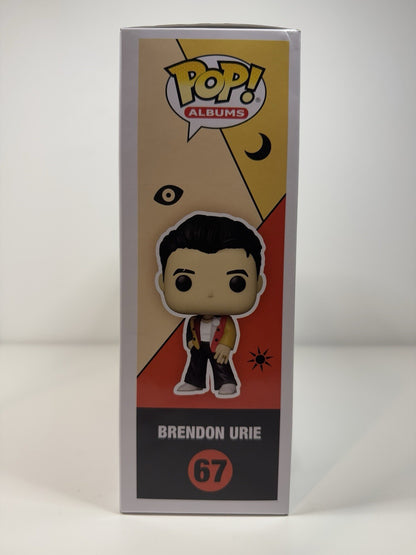 POP!
ALBUMS
BRENDON URIE
67